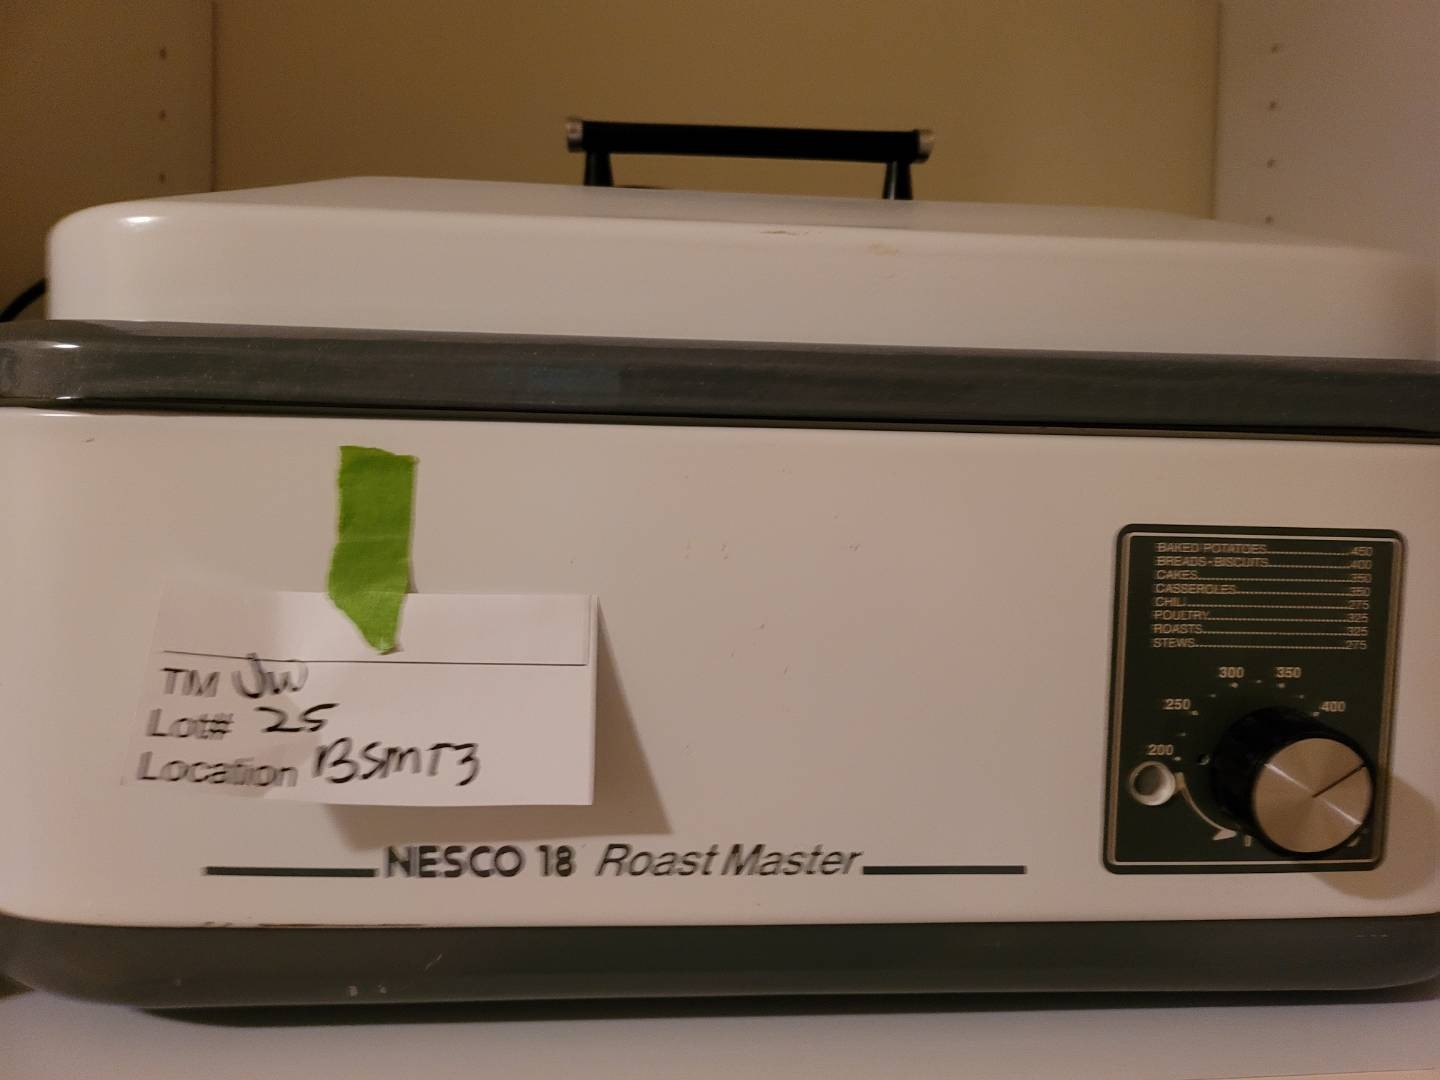 TM JW
Lot# 25
Location BSMT3
NESCO 18 Roast Master
BAKED POTATOES 450
BREADS-BISCUITS 400
CAKES 350
CASSEROLES 350
CHILI 275
POULTRY 325
ROASTS 325
STEWS 275
300 350
250 400
200